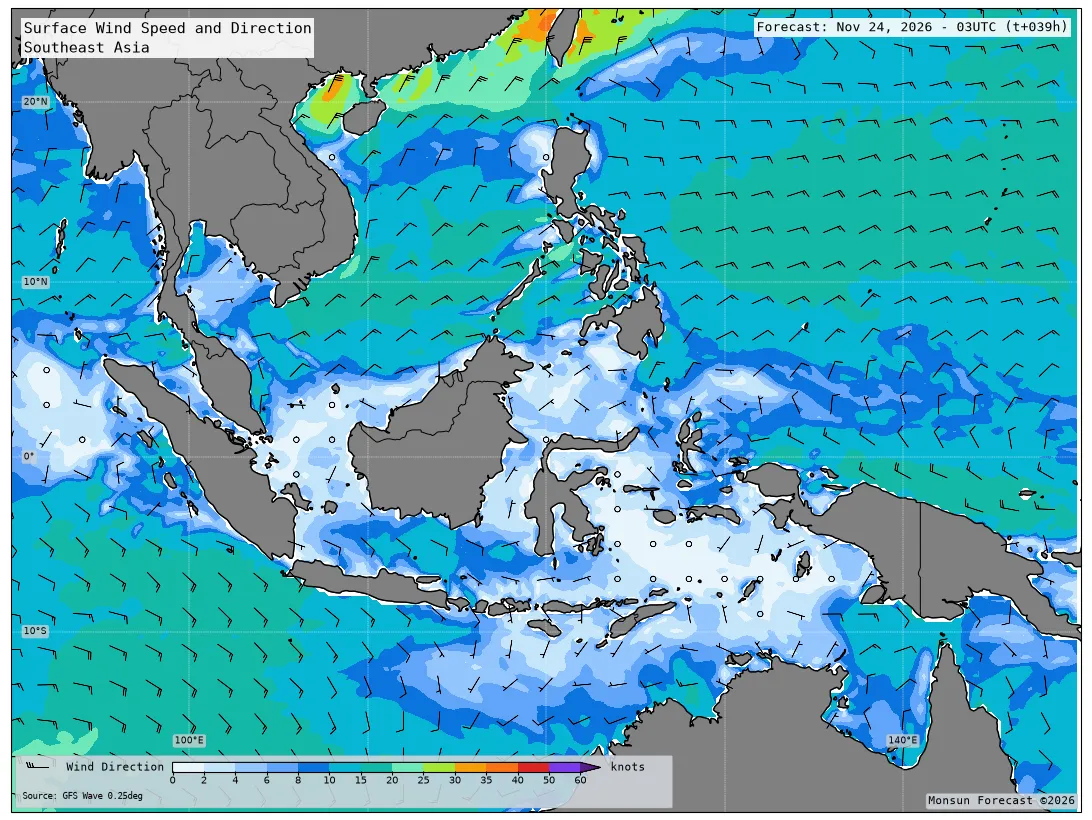 Surface Wind Speed and Direction
Southeast Asia
Forecast: Nov 24, 2026 - 03UTC (t+039h)
20°N
10°N
0°
10°S
100°E
140°E
Wind Direction
knots
0 2 4 6 8 10 15 20 25 30 35 40 50 60
Source: GFS Wave 0.25deg
Monsun Forecast ©2026